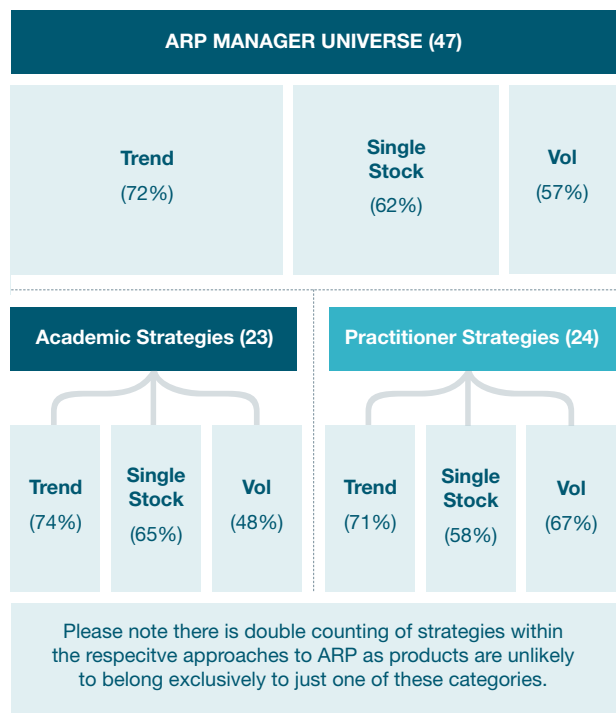 ARP MANAGER UNIVERSE (47)
Trend
(72%)
Single
Stock
(62%)
Vol
(57%)
Academic Strategies (23)
Trend
(74%)
Single
Stock
(65%)
Vol
(48%)
Practitioner Strategies (24)
Trend
(71%)
Single
Stock
(58%)
Vol
(67%)
Please note there is double counting of strategies within
the respecitve approaches to ARP as products are unlikely
to belong exclusively to just one of these categories.